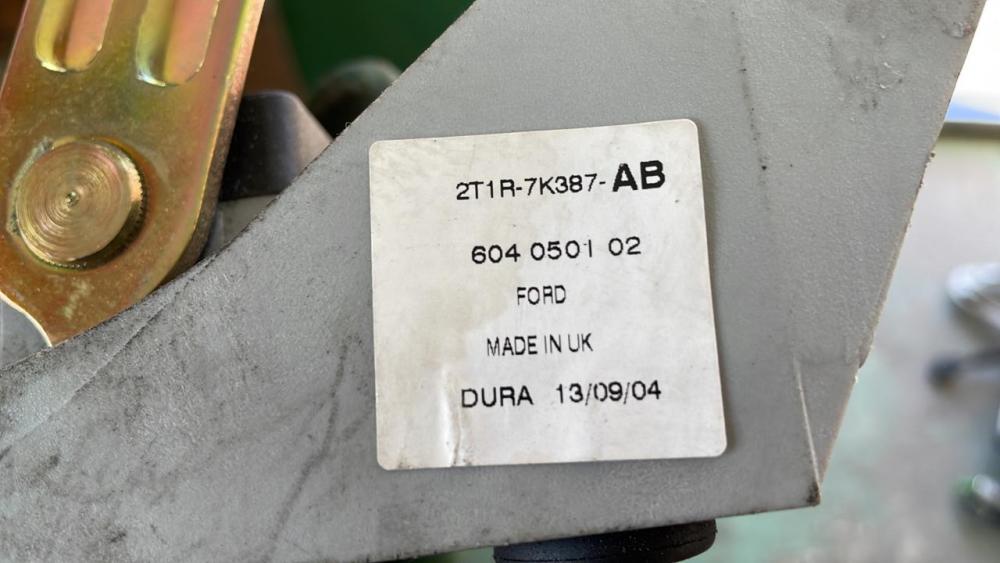 2T1R-7K387-AB
604 0501 02
FORD
MADE IN UK
DURA 13/09/04